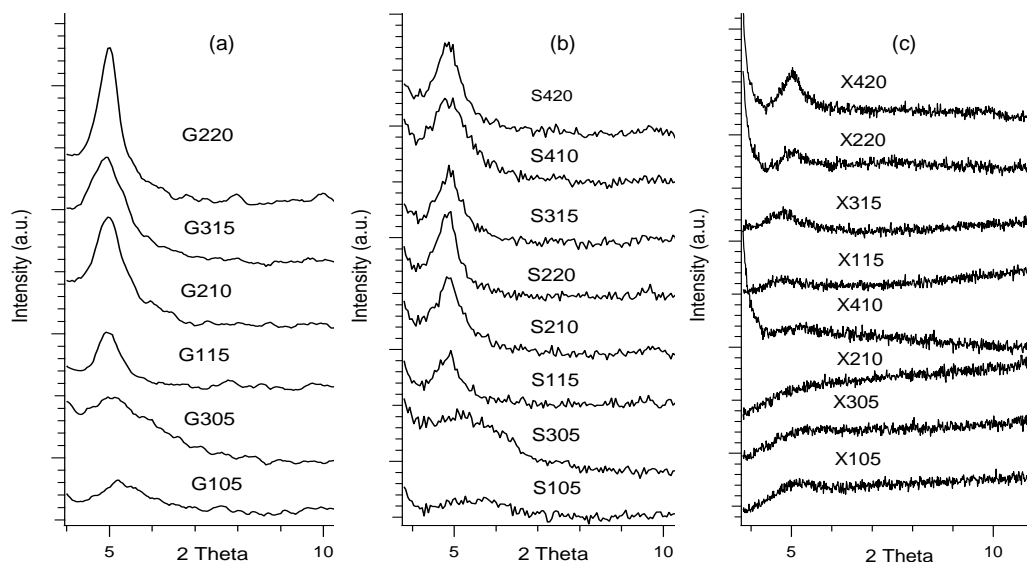 (a)
G220
G315
G210
G115
G305
G105
Intensity (a.u.)
5
2 Theta
10
(b)
S420
S410
S315
S220
S210
S115
S305
S105
Intensity (a.u.)
5
2 Theta
10
(c)
X420
X220
X315
X115
X410
X210
X305
X105
Intensity (a.u.)
5
2 Theta
10